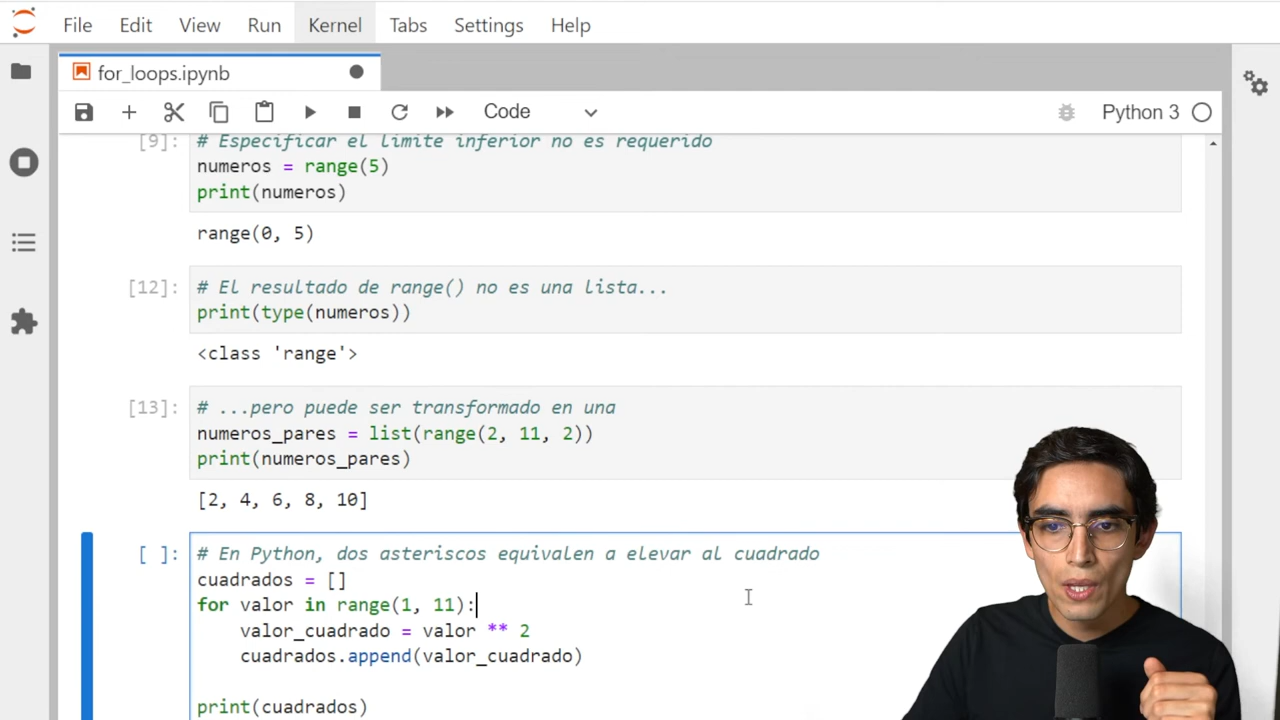 File Edit View Run Kernel Tabs Settings Help
for_loops.ipynb
Code
Python 3
[9]: # Especificar el límite inferior no es requerido
numeros = range(5)
print(numeros)
range(0, 5)
[12]: # El resultado de range() no es una lista...
print(type(numeros))
<class 'range'>
[13]: # ...pero puede ser transformado en una
numeros_pares = list(range(2, 11, 2))
print(numeros_pares)
[2, 4, 6, 8, 10]
[ ]: # En Python, dos asteriscos equivalen a elevar al cuadrado
cuadrados = []
for valor in range(1, 11):
    valor_cuadrado = valor ** 2
    cuadrados.append(valor_cuadrado)
print(cuadrados)